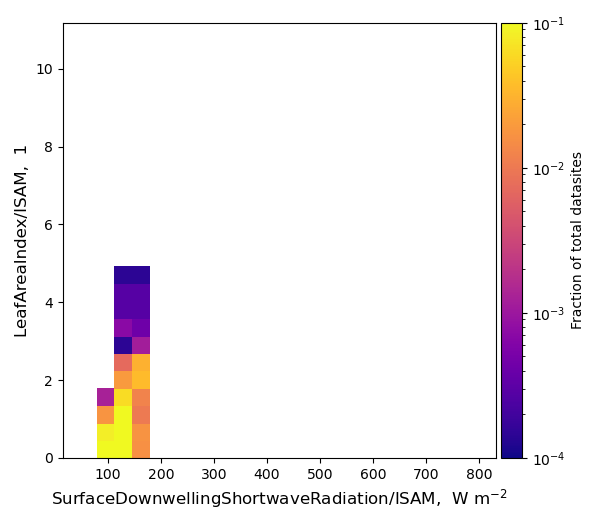 10
8
6
4
2
0
LeafAreaIndex/ISAM,  1
100 200 300 400 500 600 700 800
SurfaceDownwellingShortwaveRadiation/ISAM,  W m⁻²
10⁻¹
10⁻²
10⁻³
10⁻⁴
Fraction of total datasites